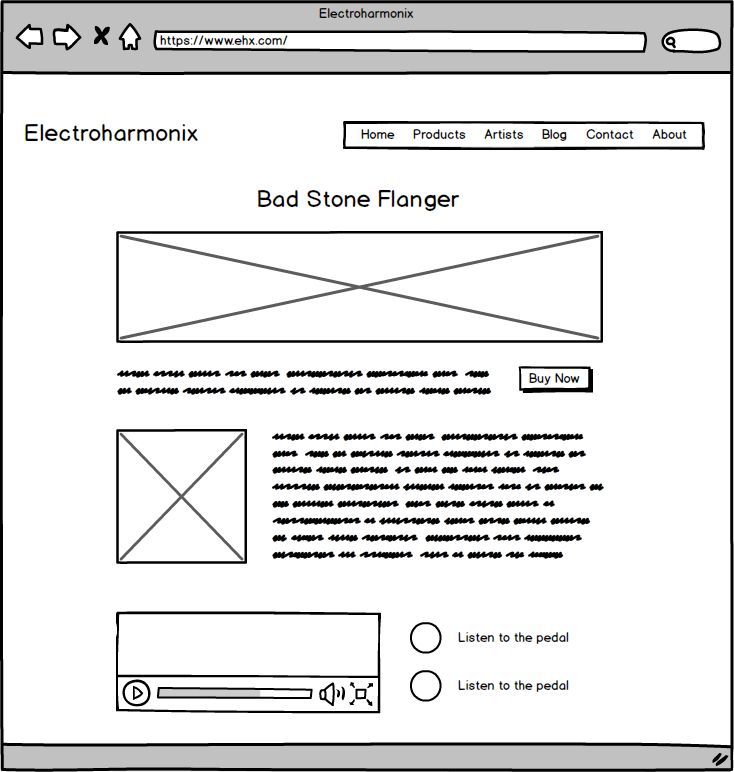 Electroharmonix
https://www.ehx.com/
Electroharmonix
Home Products Artists Blog Contact About
Bad Stone Flanger
Buy Now
Listen to the pedal
Listen to the pedal